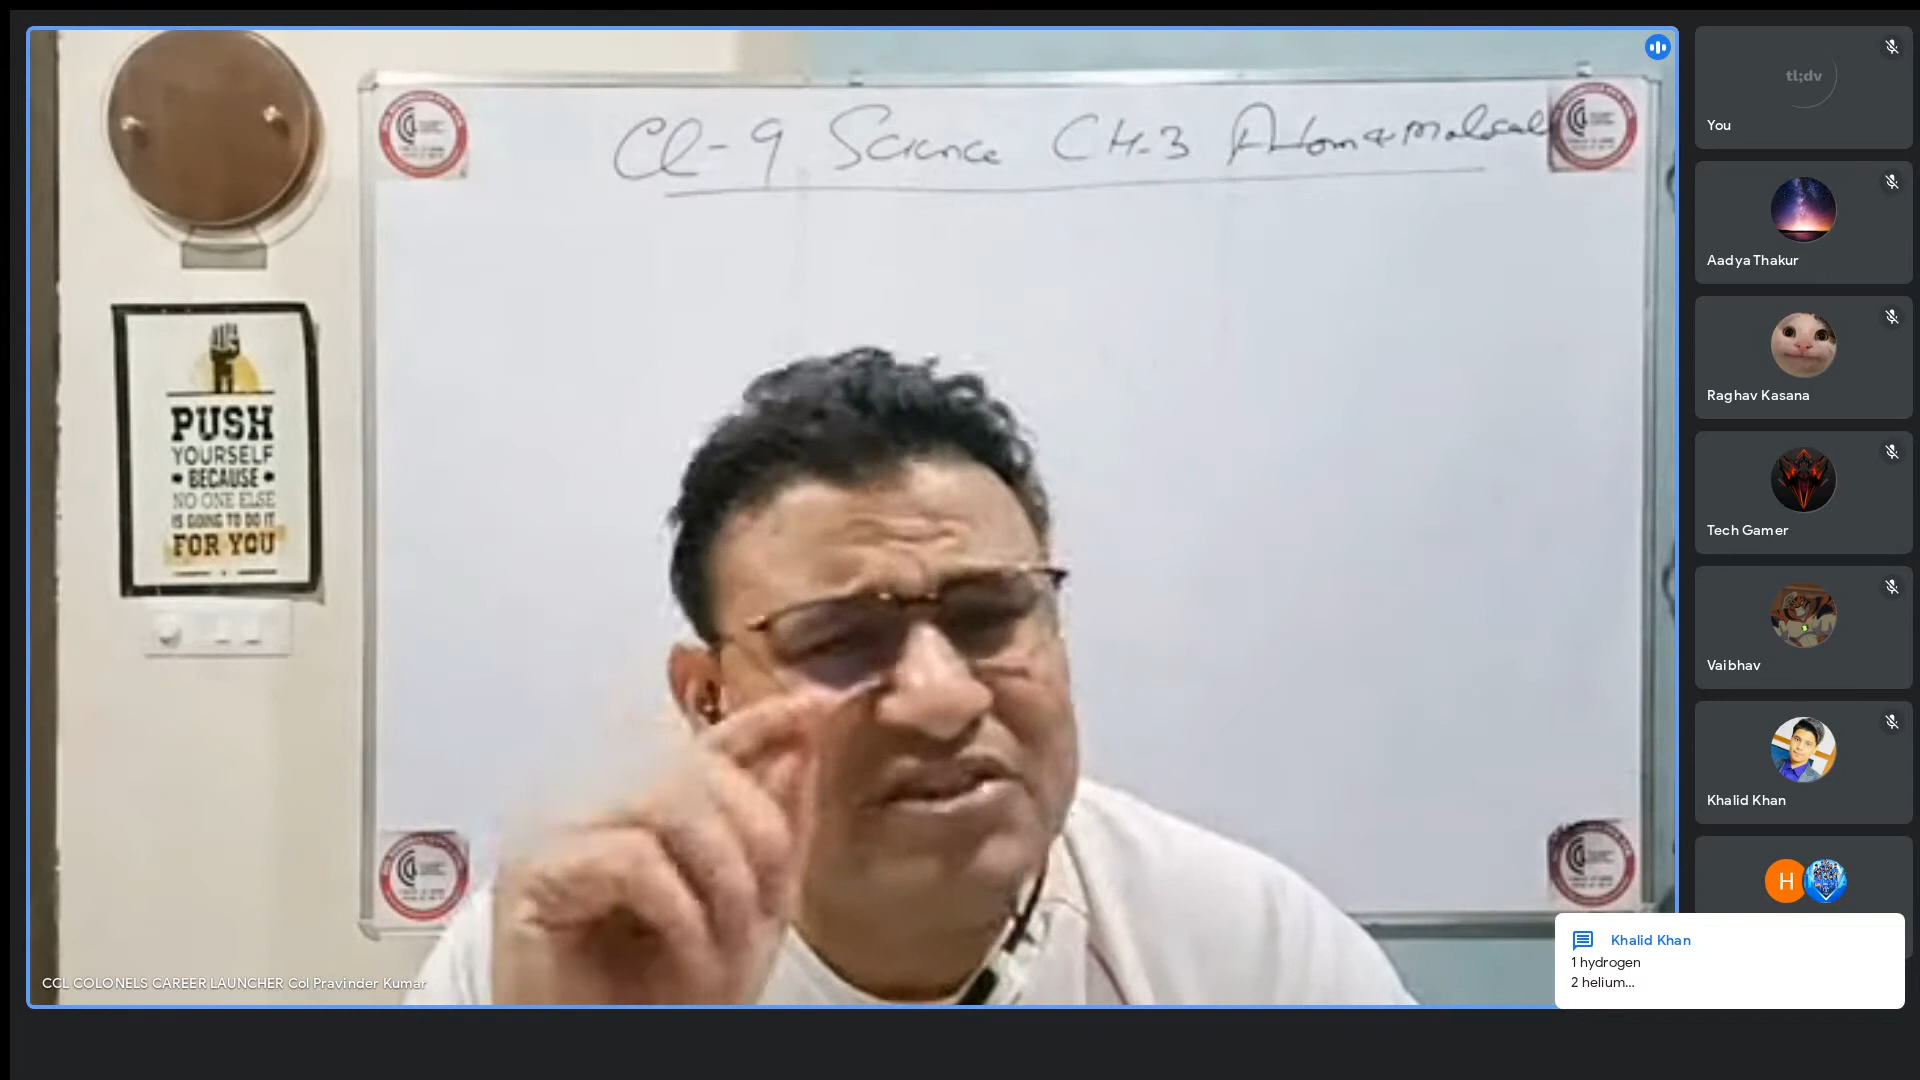 Cl-9 Science CH-3 Atom & Molecul
PUSH
YOURSELF
BECAUSE
NO ONE ELSE
IS GOING TO DO IT
FOR YOU
CCL COLONELS CAREER LAUNCHER Col Pravinder Kumar
tl;dv
You
Aadya Thakur
Raghav Kasana
Tech Gamer
Vaibhav
Khalid Khan
H
Khalid Khan
1 hydrogen
2 helium...